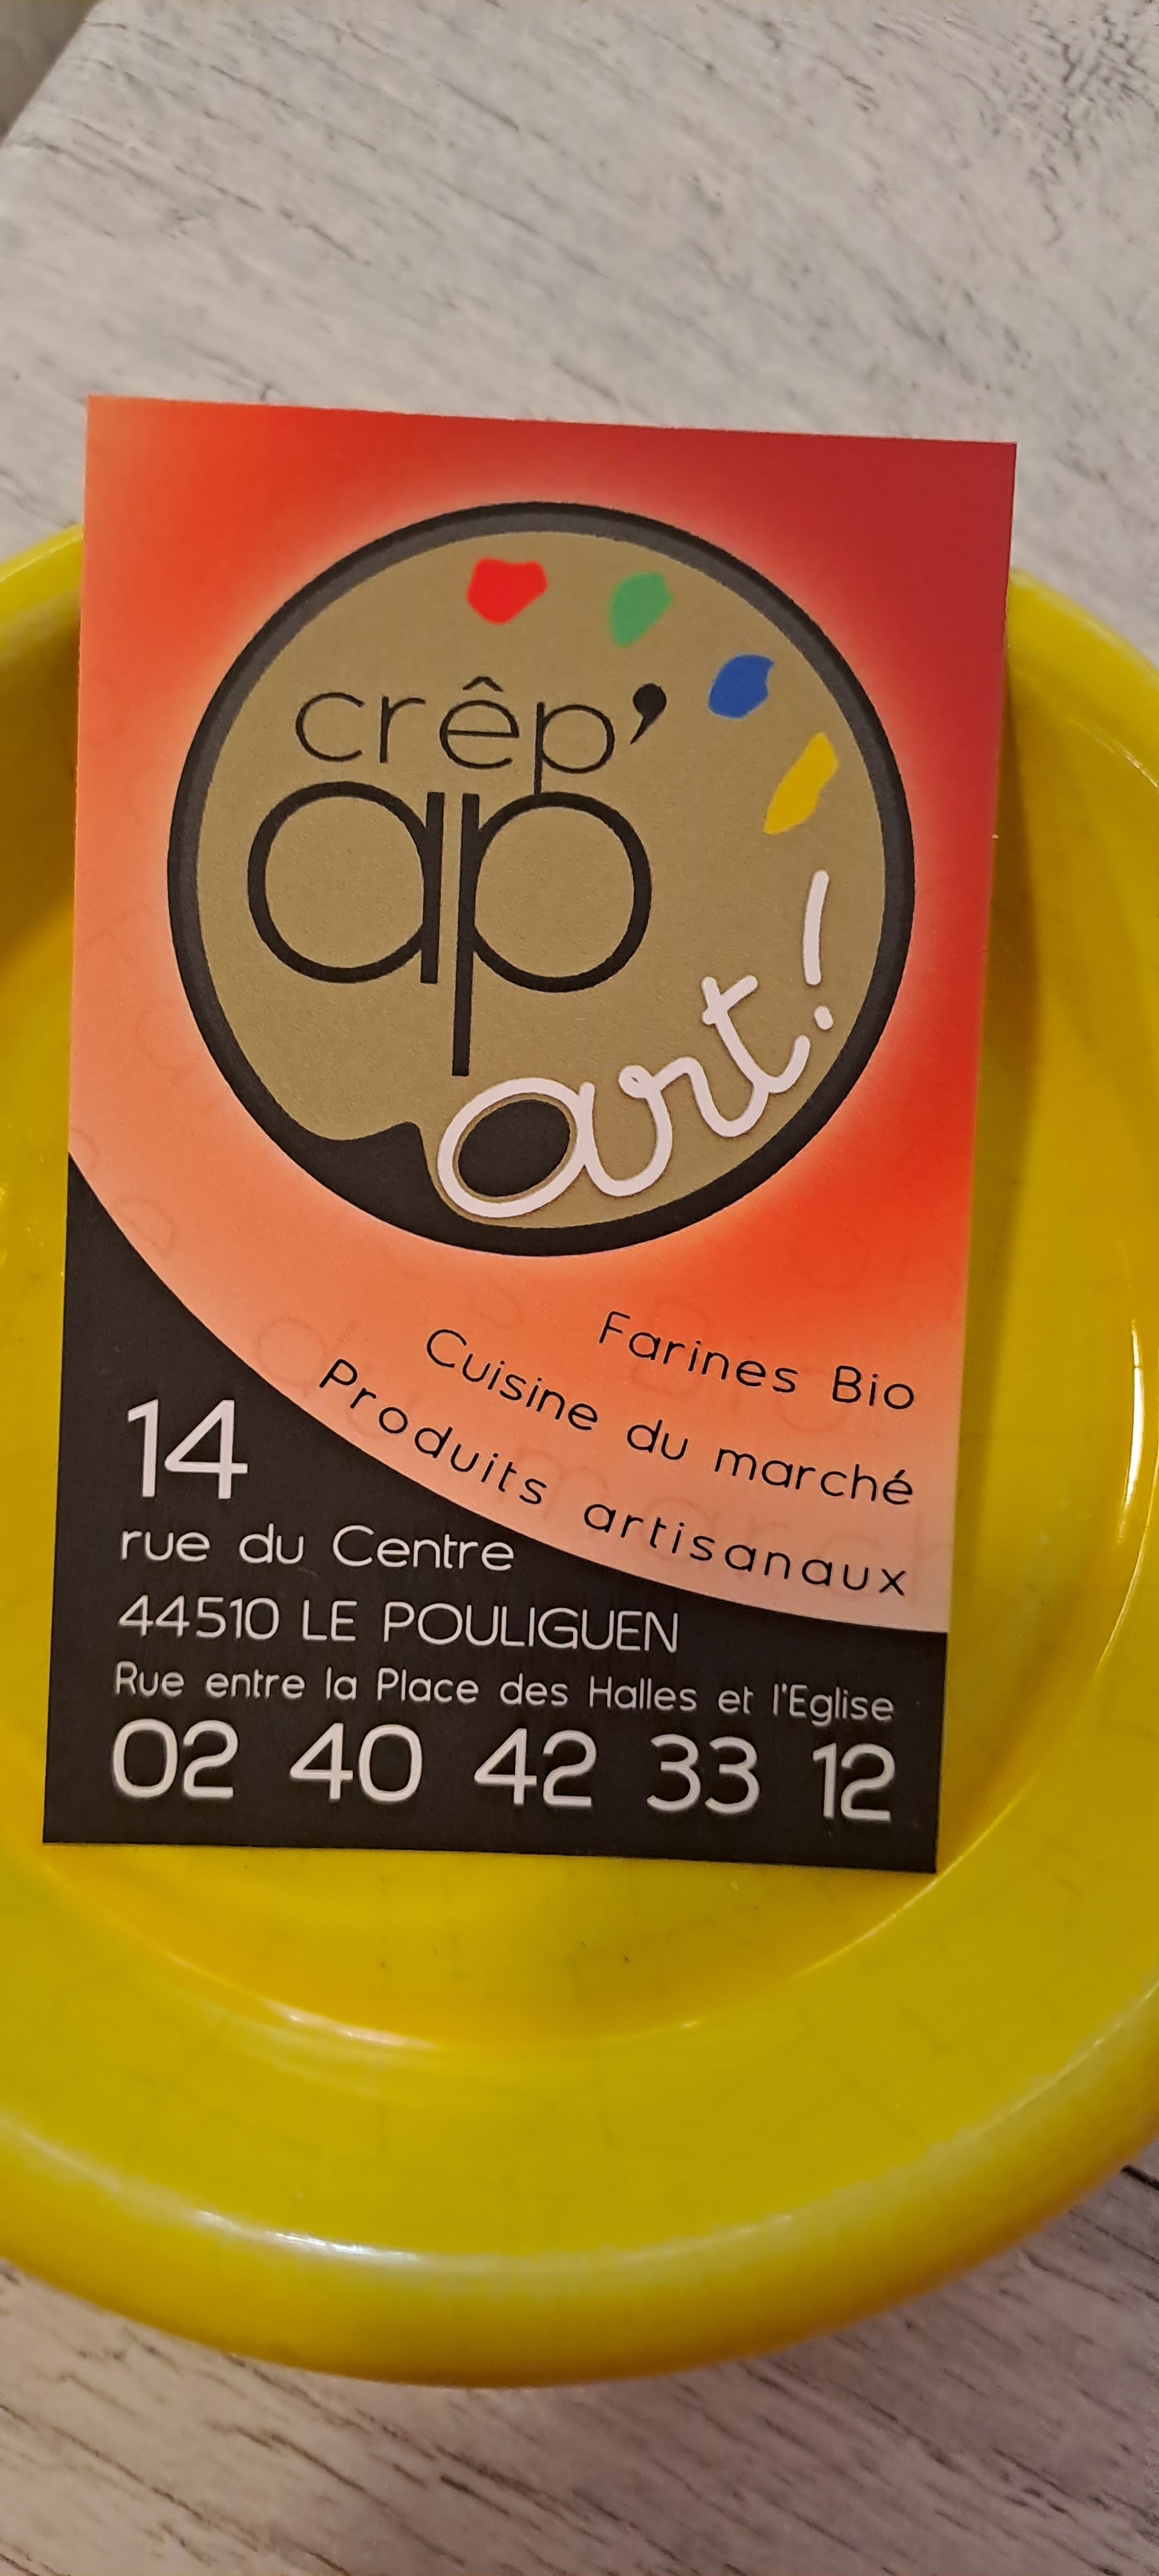 crêp'
ap
art!
Farines Bio
Cuisine du marché
Produits artisanaux
14
rue du Centre
44510 LE POULIGUEN
Rue entre la Place des Halles et l'Eglise
02 40 42 33 12